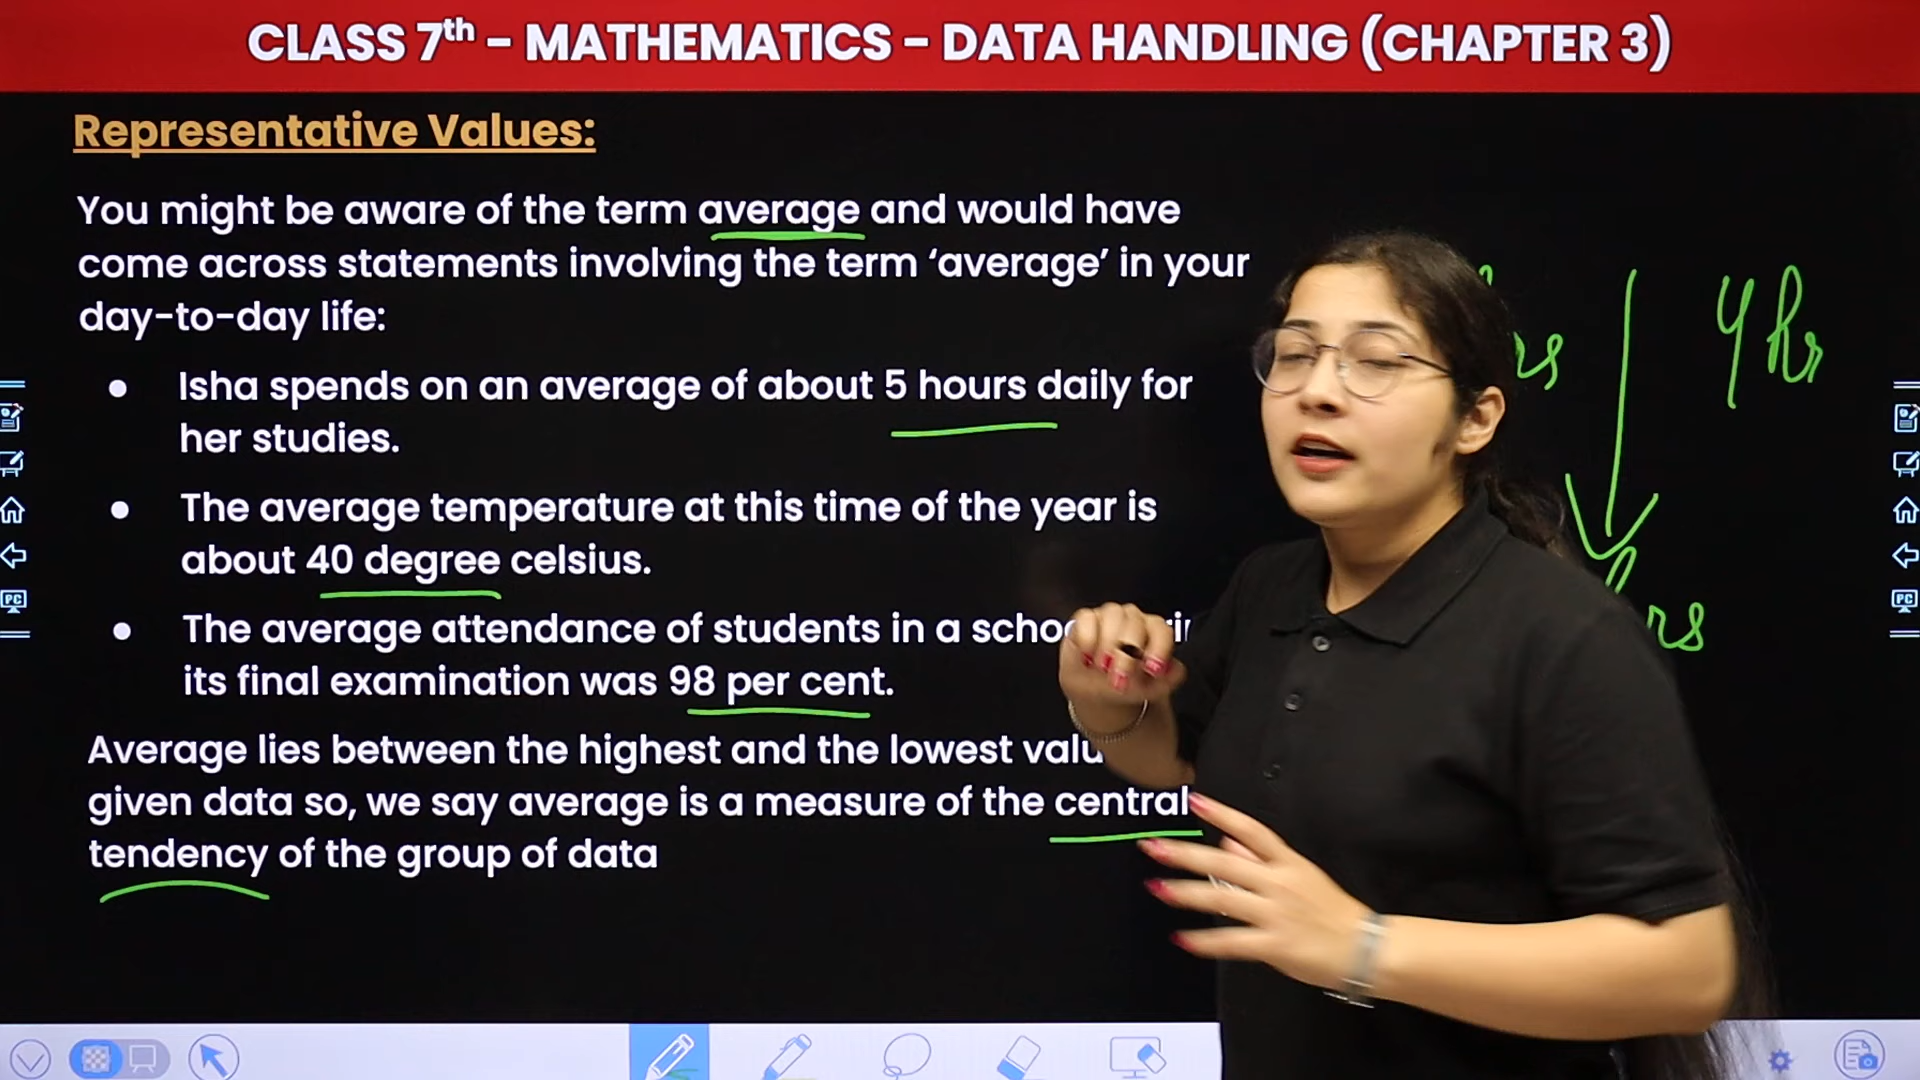 CLASS 7th - MATHEMATICS - DATA HANDLING (CHAPTER 3)
Representative Values:
You might be aware of the term average and would have
come across statements involving the term ‘average’ in your
day-to-day life:
• Isha spends on an average of about 5 hours daily for
her studies.
• The average temperature at this time of the year is
about 40 degree celsius.
• The average attendance of students in a
its final examination was 98 per cent.
Average lies between the highest and the lowest
given data so, we say average is a measure of the central
tendency of the group of data
4 hr
PC
PC